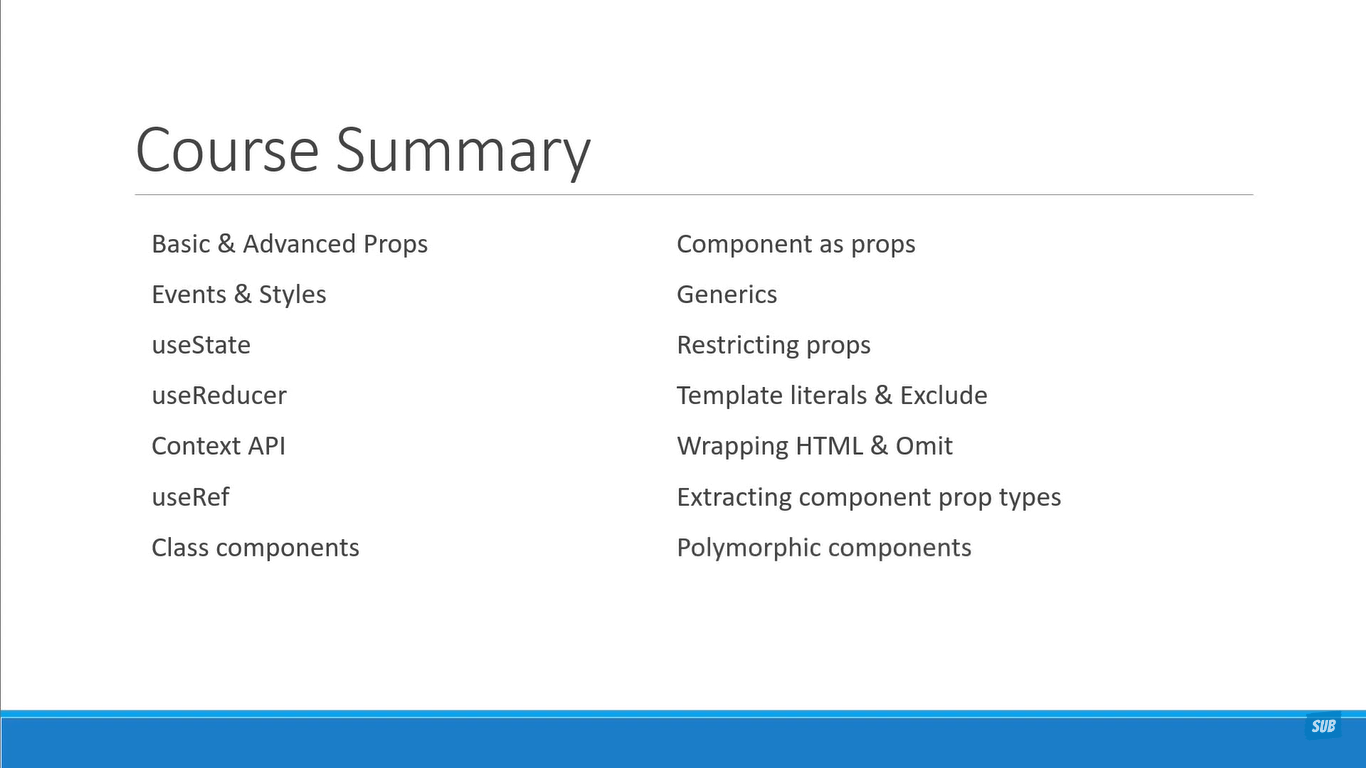 Course Summary
Basic & Advanced Props
Events & Styles
useState
useReducer
Context API
useRef
Class components
Component as props
Generics
Restricting props
Template literals & Exclude
Wrapping HTML & Omit
Extracting component prop types
Polymorphic components
SUB